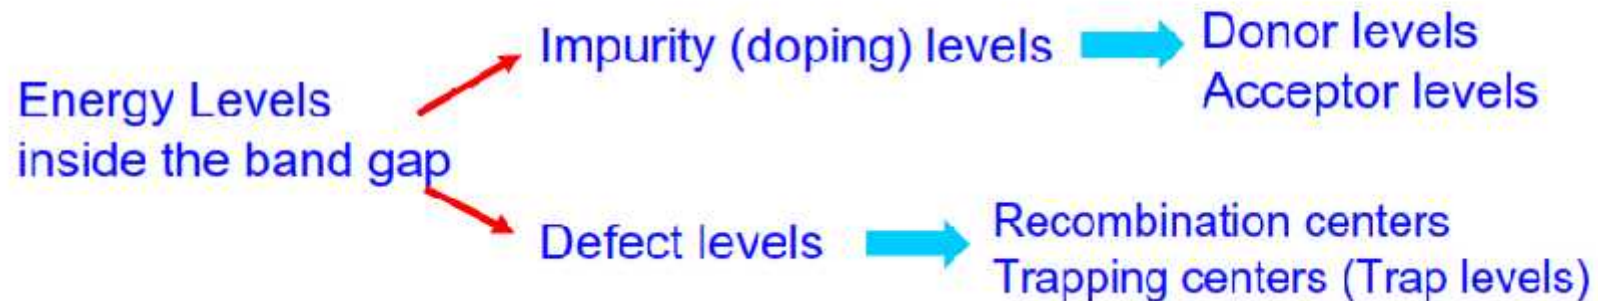 Energy Levels
inside the band gap
Impurity (doping) levels
Donor levels
Acceptor levels
Defect levels
Recombination centers
Trapping centers (Trap levels)